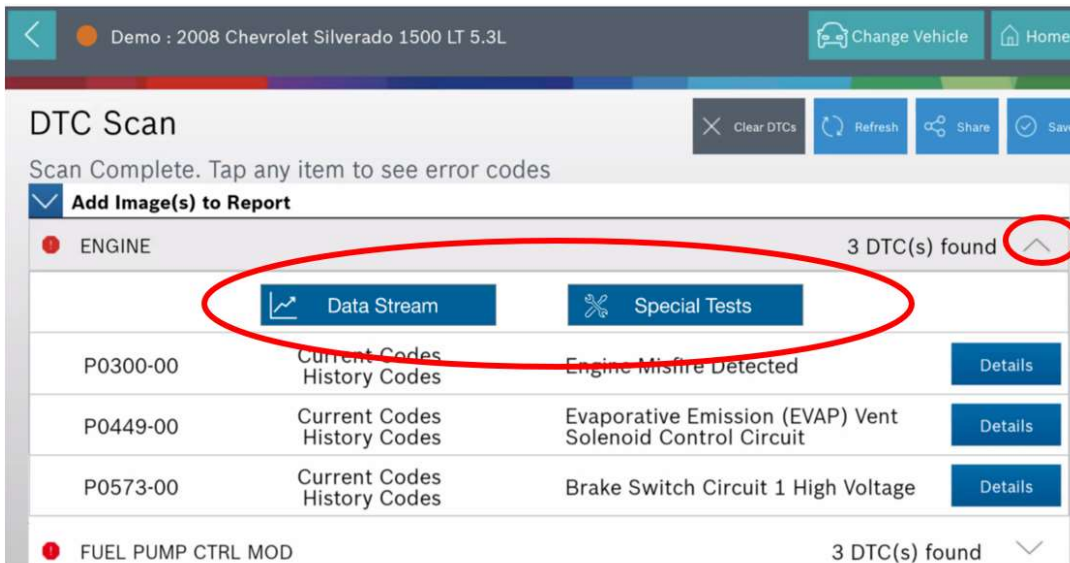 Demo : 2008 Chevrolet Silverado 1500 LT 5.3L
Change Vehicle
Home
DTC Scan
Clear DTCs
Refresh
Share
Save
Scan Complete. Tap any item to see error codes
Add Image(s) to Report
ENGINE
3 DTC(s) found
Data Stream
Special Tests
P0300-00
Current Codes
History Codes
Engine Misfire Detected
Details
P0449-00
Current Codes
History Codes
Evaporative Emission (EVAP) Vent
Solenoid Control Circuit
Details
P0573-00
Current Codes
History Codes
Brake Switch Circuit 1 High Voltage
Details
FUEL PUMP CTRL MOD
3 DTC(s) found